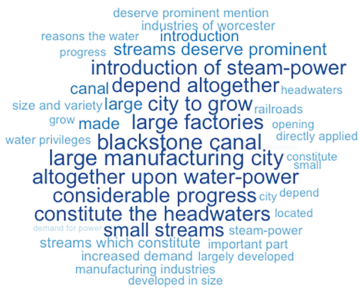 deserve prominent mention
industries of worcester
reasons the water introduction
progress streams deserve prominent
introduction of steam-power
canal depend altogether headwaters
size and variety large city to grow railroads
grow made large factories opening
water privileges blackstone canal directly applied
large manufacturing city constitute
small
altogether upon water-power
considerable progress city depend
constitute the headwaters located
demand for power small streams steam-power
streams which constitute important part
increased demand largely developed
manufacturing industries
developed in size